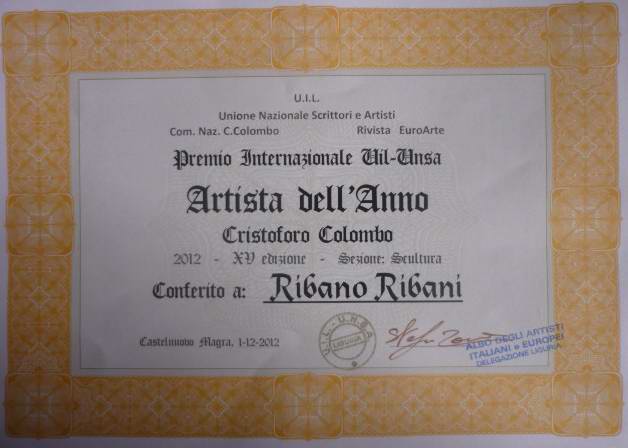 U.I.L.
Unione Nazionale Scrittori e Artisti
Com. Naz. C.Colombo Rivista EuroArte
Premio Internazionale Uil-Unsa
Artista dell'Anno
Cristoforo Colombo
2012 - XV edizione - Sezione: Scultura
Conferito a: Ribano Ribani
Castelnuovo Magra, 1-12-2012
U.I.L. - U.N.S.A
LIGURIA
ALBO DEGLI ARTISTI
ITALIANI e EUROPEI
DELEGAZIONE LIGURIA